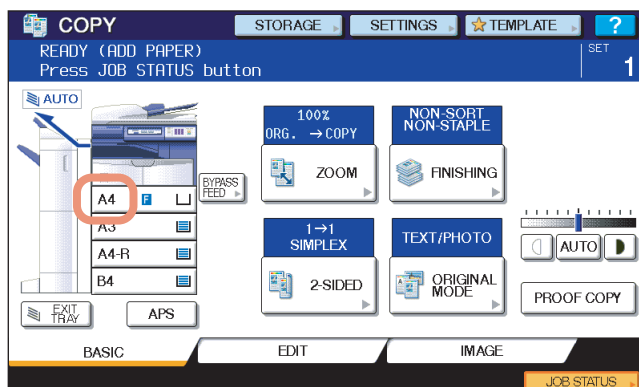 COPY
STORAGE
SETTINGS
TEMPLATE
?
READY (ADD PAPER)
Press JOB STATUS button
SET
1
AUTO
BYPASS
FEED
A4
F
A3
A4-R
B4
EXIT
TRAY
APS
100%
ORG. →COPY
ZOOM
NON-SORT
NON-STAPLE
FINISHING
1→1
SIMPLEX
2-SIDED
TEXT/PHOTO
ORIGINAL
MODE
AUTO
PROOF COPY
BASIC
EDIT
IMAGE
JOB STATUS